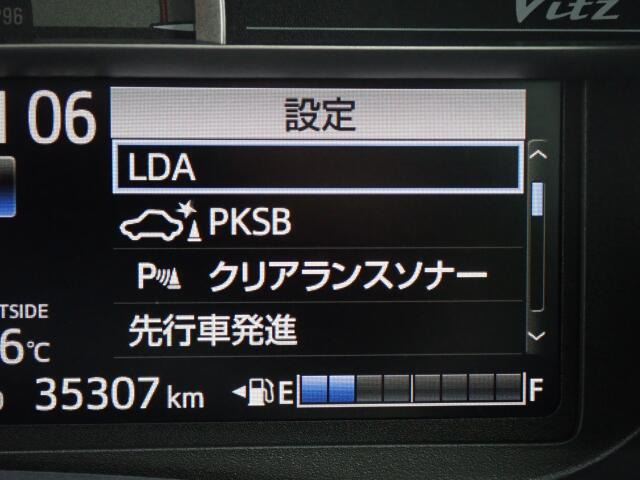 296
Vitz
06
設定
LDA
PKSB
P クリアランスソナー
先行車発進
TSIDE
6℃
35307 km
E F